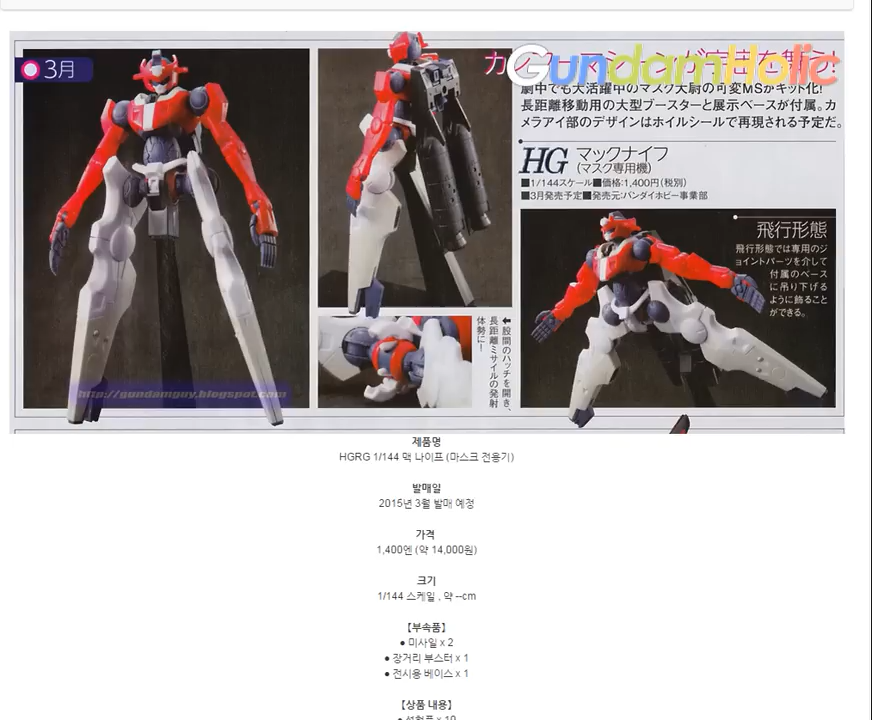 3月
GundamHolic
劇中でも大活躍中のマスク大尉の可変MSがキット化!
長距離移動用の大型ブースターと展示ベースが付属。カ
メラアイ部のデザインはホイルシールで再現される予定だ。
HG マックナイフ
(マスク専用機)
■1/144スケール■価格:1,400円(税別)
■3月発売予定■発売元:バンダイホビー事業部
飛行形態
飛行形態では専用のジ
ョイントパーツを介して
付属のベース
に吊り下げる
ように飾ること
ができる。
←股間のハッチを開き、
長距離ミサイルの発射
体勢に!
http://gundamguy.blogspot.com
제품명
HGRG 1/144 맥 나이프 (마스크 전용기)
발매일
2015년 3월 발매 예정
가격
1,400엔 (약 14,000원)
크기
1/144 스케일 , 약 --cm
【부속품】
● 미사일 x 2
● 장거리 부스터 x 1
● 전시용 베이스 x 1
【상품 내용】